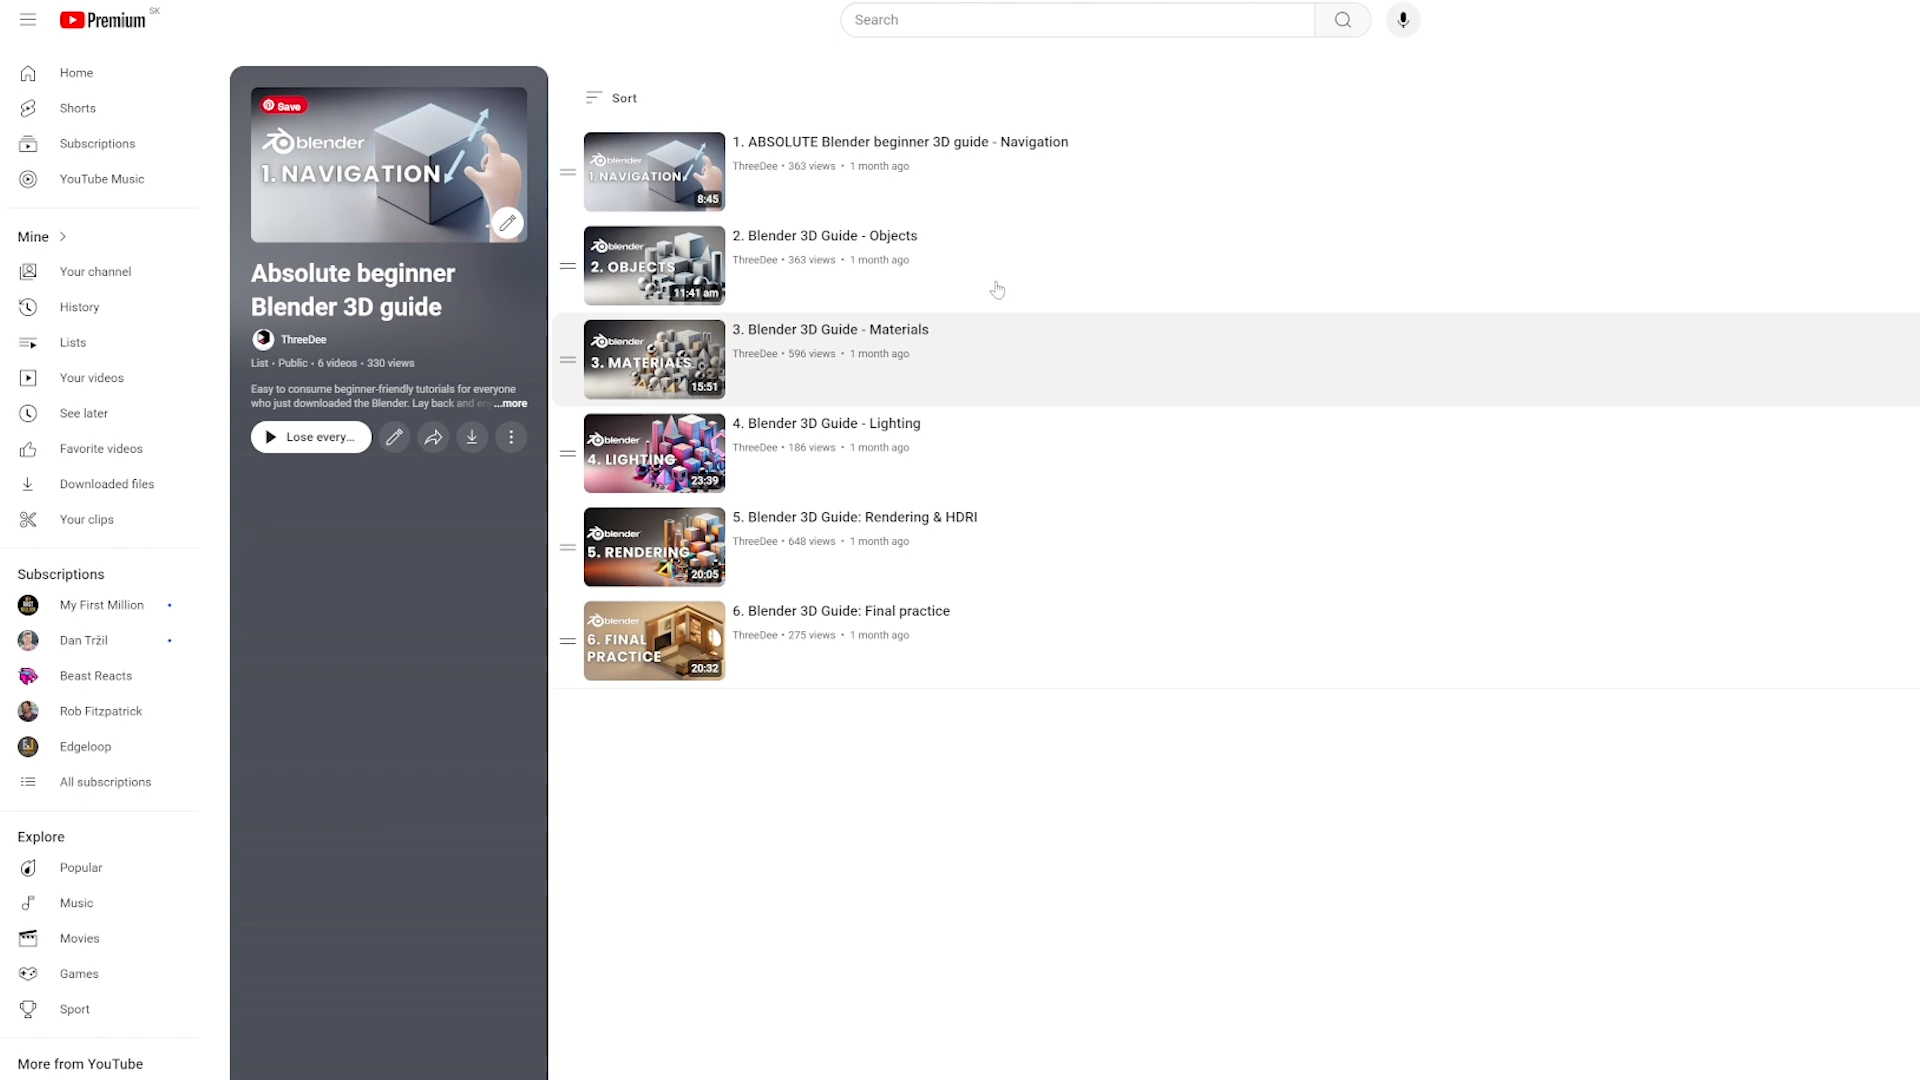 Premium SK
Search
Home
Shorts
Subscriptions
YouTube Music
Mine
Your channel
History
Lists
Your videos
See later
Favorite videos
Downloaded files
Your clips
Subscriptions
My First Million
Dan Tržil
Beast Reacts
Rob Fitzpatrick
Edgeloop
All subscriptions
Explore
Popular
Music
Movies
Games
Sport
More from YouTube
Save
blender
1. NAVIGATION
Absolute beginner
Blender 3D guide
ThreeDee
List • Public • 6 videos • 330 views
Easy to consume beginner-friendly tutorials for everyone
who just downloaded the Blender. Lay back and ...more
Lose every...
Sort
blender
1. NAVIGATION
8:45
1. ABSOLUTE Blender beginner 3D guide - Navigation
ThreeDee • 363 views • 1 month ago
blender
2. OBJECTS
11:41 am
2. Blender 3D Guide - Objects
ThreeDee • 363 views • 1 month ago
blender
3. MATERIALS
15:51
3. Blender 3D Guide - Materials
ThreeDee • 596 views • 1 month ago
blender
4. LIGHTING
23:39
4. Blender 3D Guide - Lighting
ThreeDee • 186 views • 1 month ago
blender
5. RENDERING
20:05
5. Blender 3D Guide: Rendering & HDRI
ThreeDee • 648 views • 1 month ago
blender
6. FINAL
PRACTICE
20:32
6. Blender 3D Guide: Final practice
ThreeDee • 275 views • 1 month ago